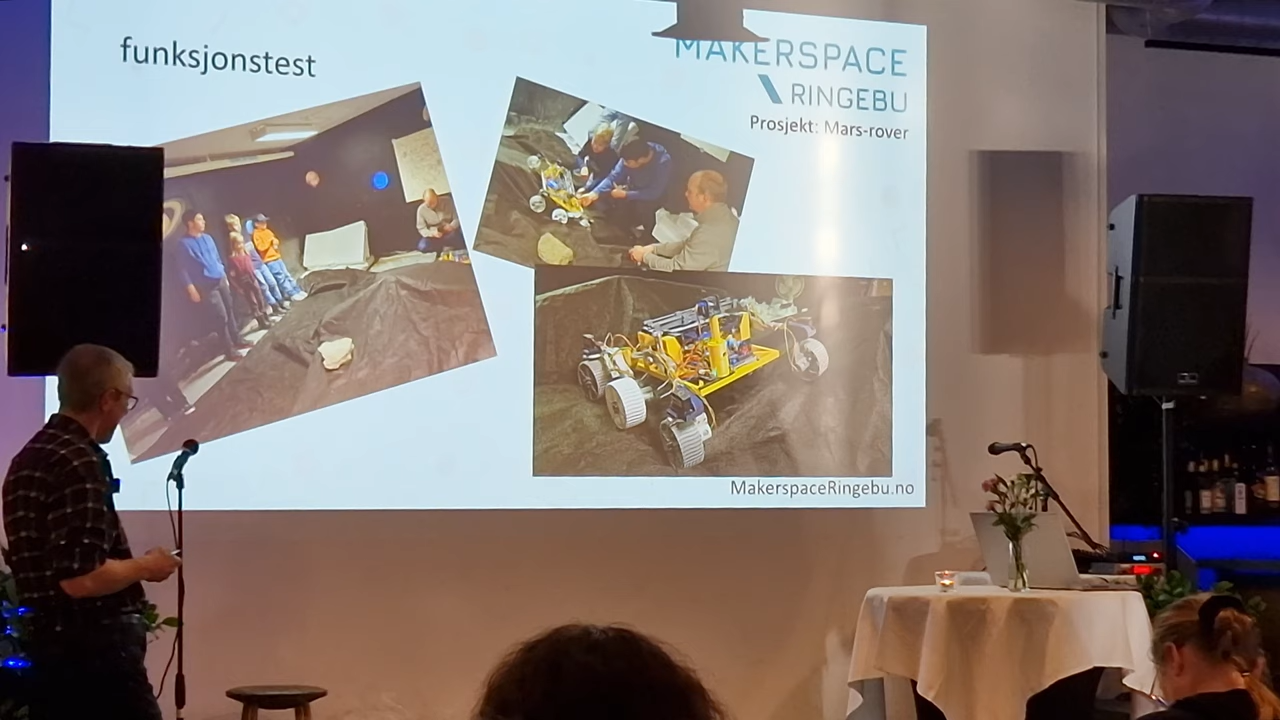 funksjonstest
MAKERSPACE
RINGEBU
Prosjekt: Mars-rover
MakerspaceRingebu.no